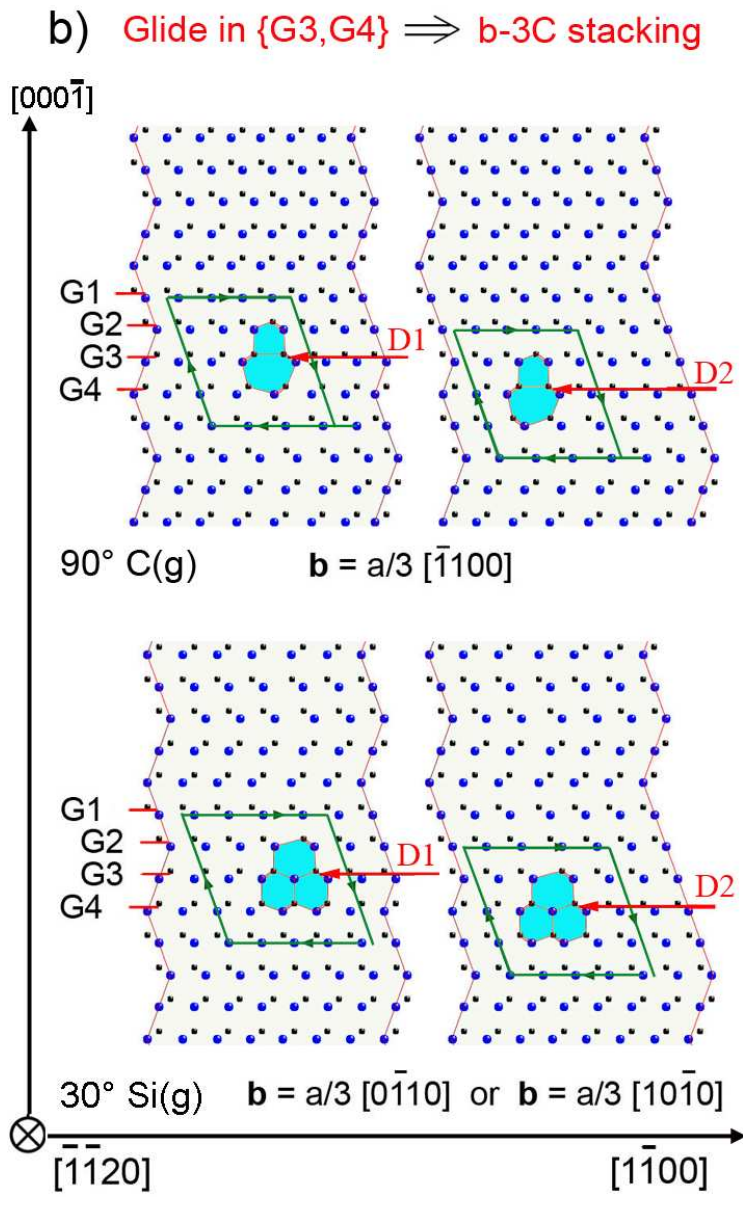 b) Glide in {G3,G4} ⟹ b-3C stacking
[0001̄]
G1
G2
G3
G4
D1
D2
90° C(g) b = a/3 [1̄100]
G1
G2
G3
G4
D1
D2
30° Si(g) b = a/3 [01̄10] or b = a/3 [101̄0]
[1̄1̄20] [11̄00]